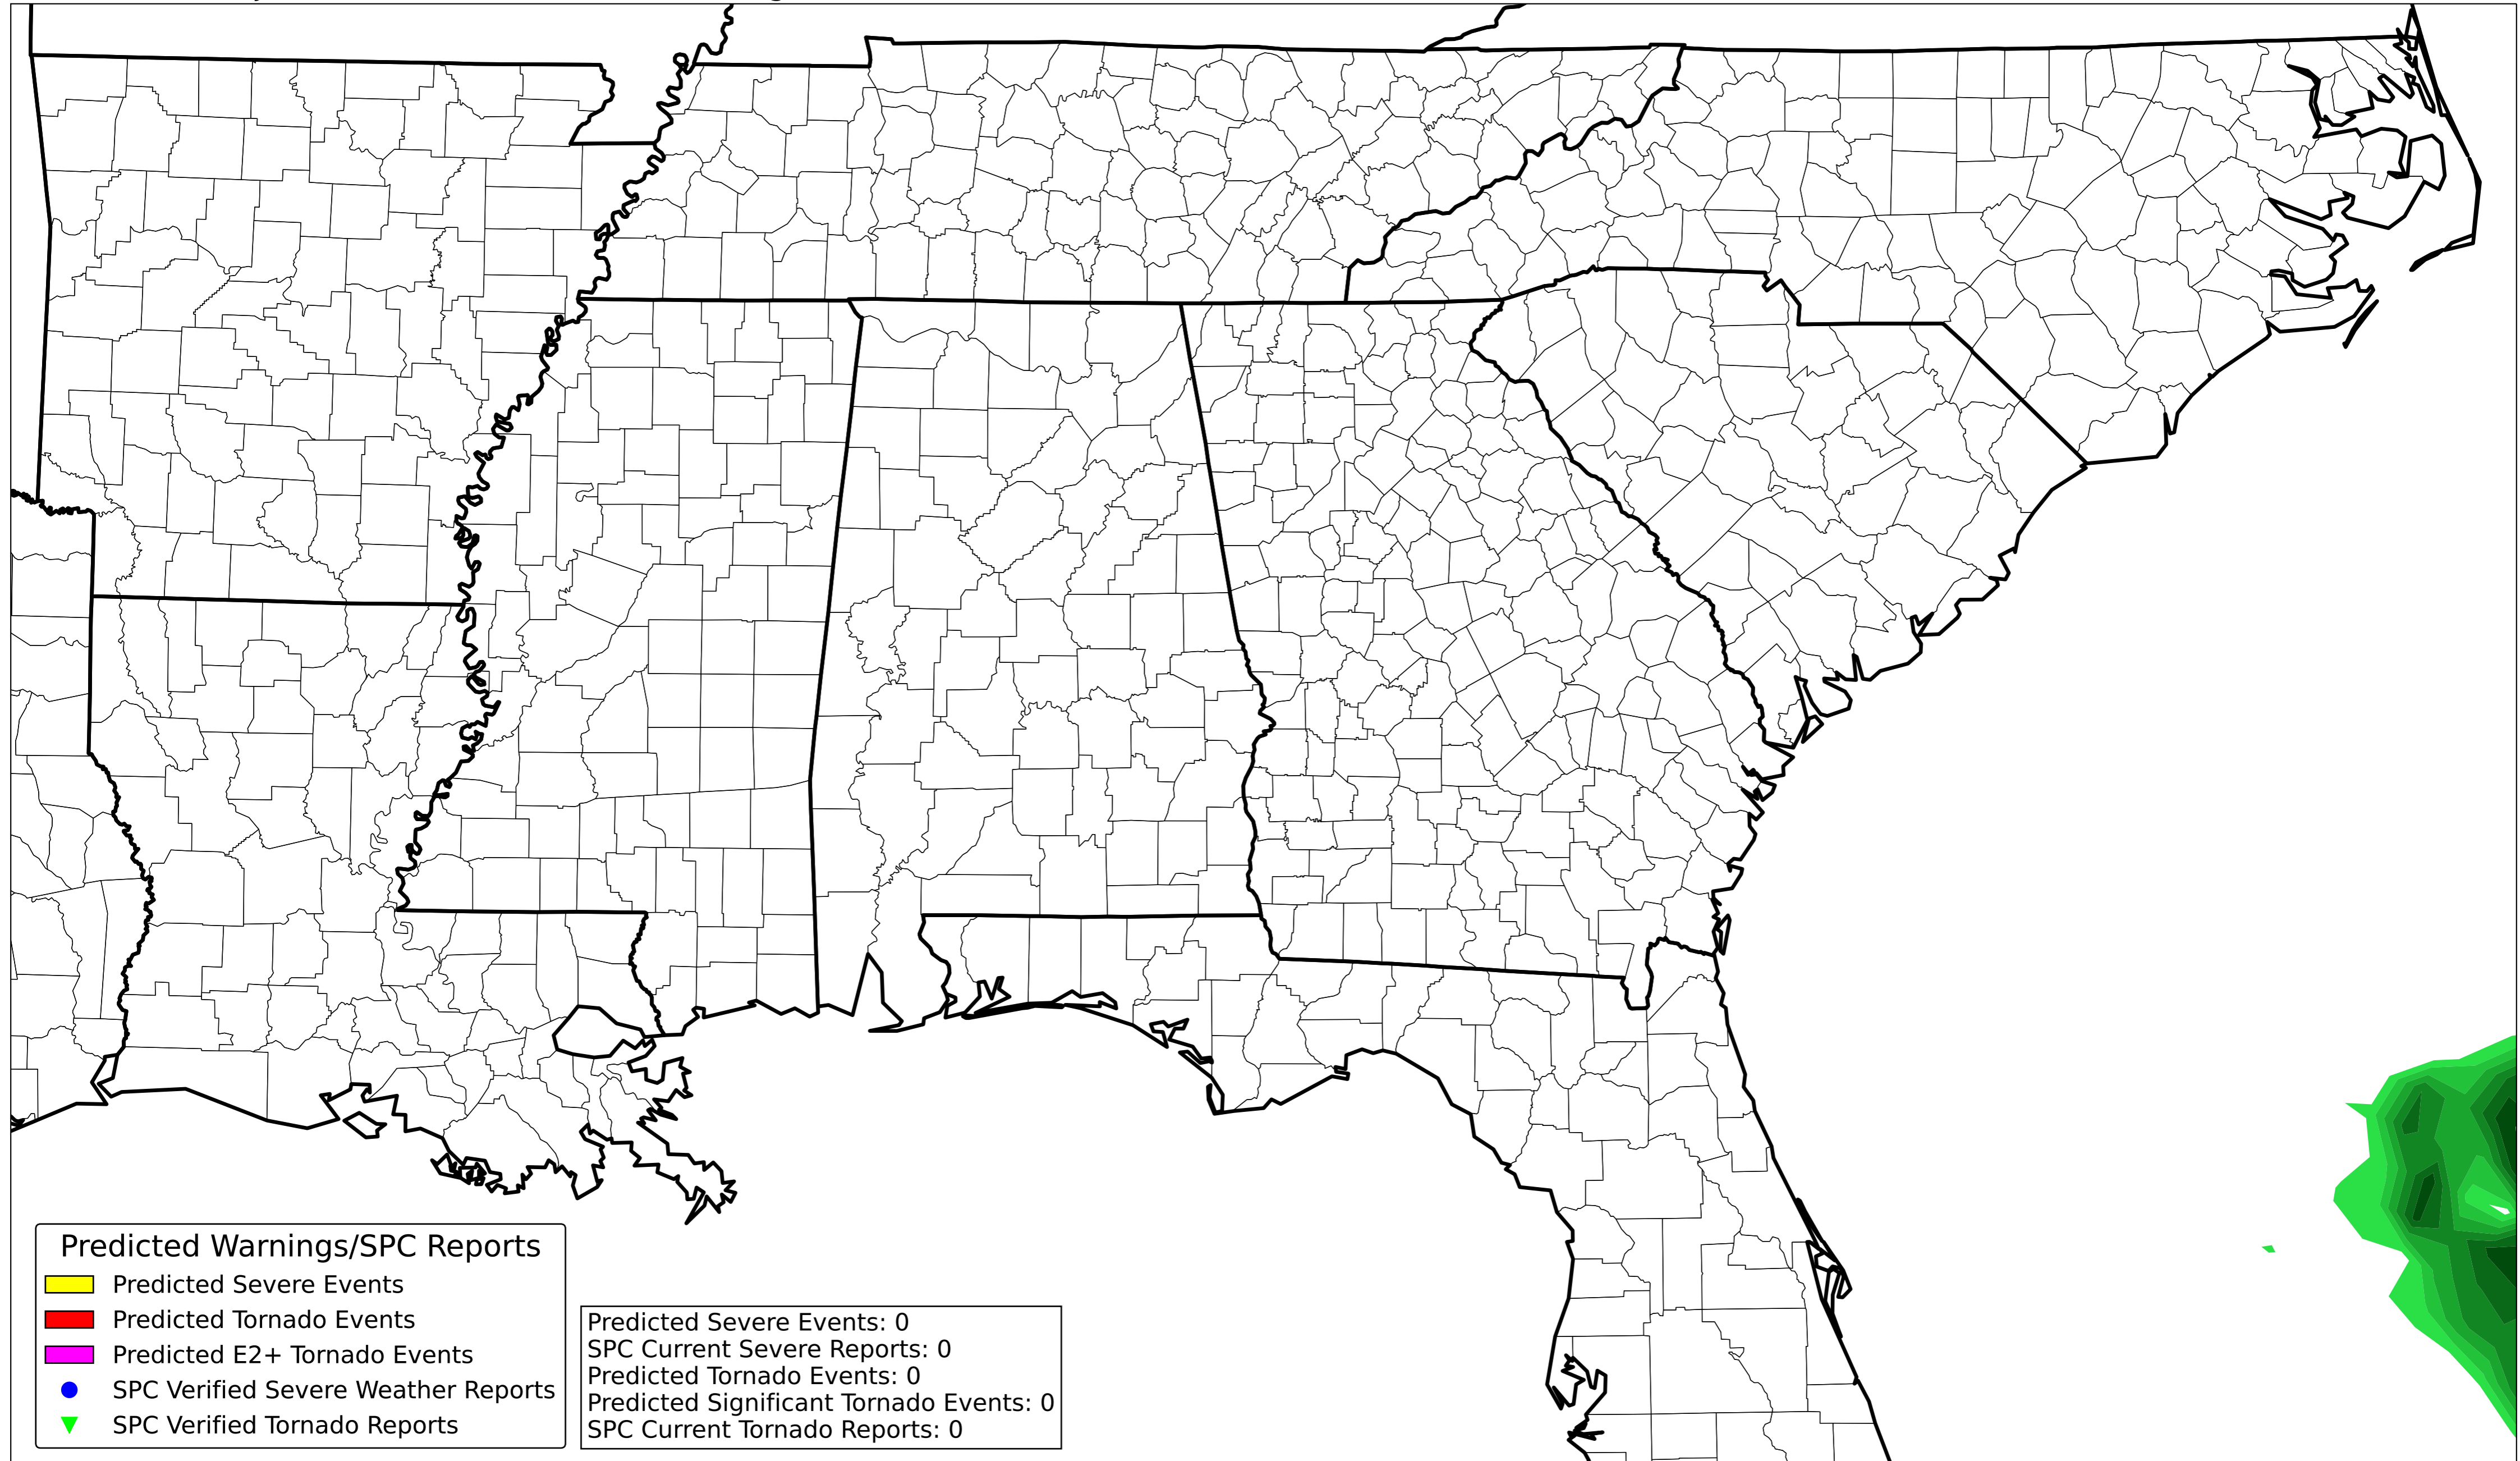 Predicted Warnings/SPC Reports
Predicted Severe Events
Predicted Tornado Events
Predicted E2+ Tornado Events
SPC Verified Severe Weather Reports
SPC Verified Tornado Reports
Predicted Severe Events: 0
SPC Current Severe Reports: 0
Predicted Tornado Events: 0
Predicted Significant Tornado Events: 0
SPC Current Tornado Reports: 0